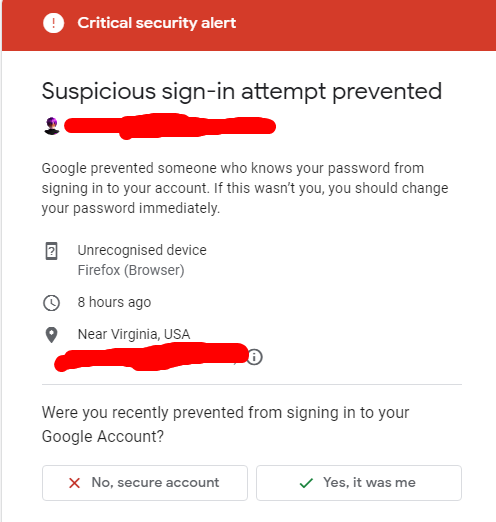 Critical security alert
Suspicious sign-in attempt prevented
Google prevented someone who knows your password from
signing in to your account. If this wasn't you, you should change
your password immediately.
Unrecognised device
Firefox (Browser)
8 hours ago
Near Virginia, USA
Were you recently prevented from signing in to your
Google Account?
No, secure account
Yes, it was me